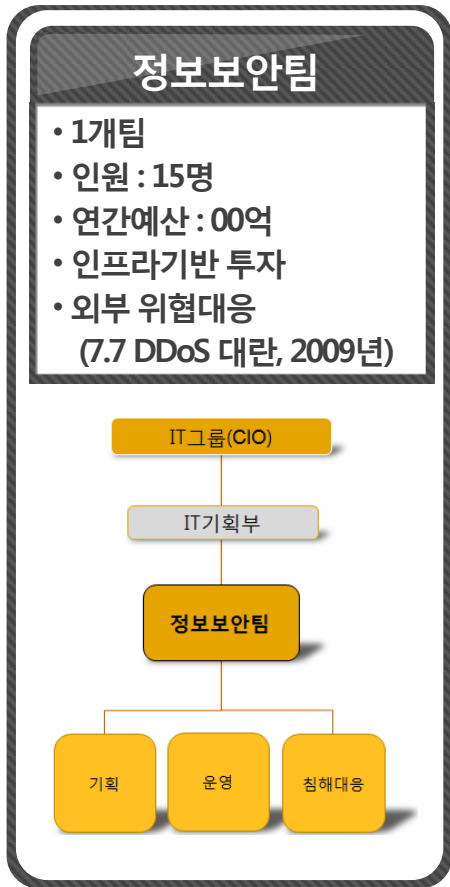 정보보안팀
• 1개팀
• 인원 : 15명
• 연간예산 : 00억
• 인프라기반 투자
• 외부 위협대응
(7.7 DDoS 대란, 2009년)
IT그룹(CIO)
IT기획부
정보보안팀
기획
운영
침해대응